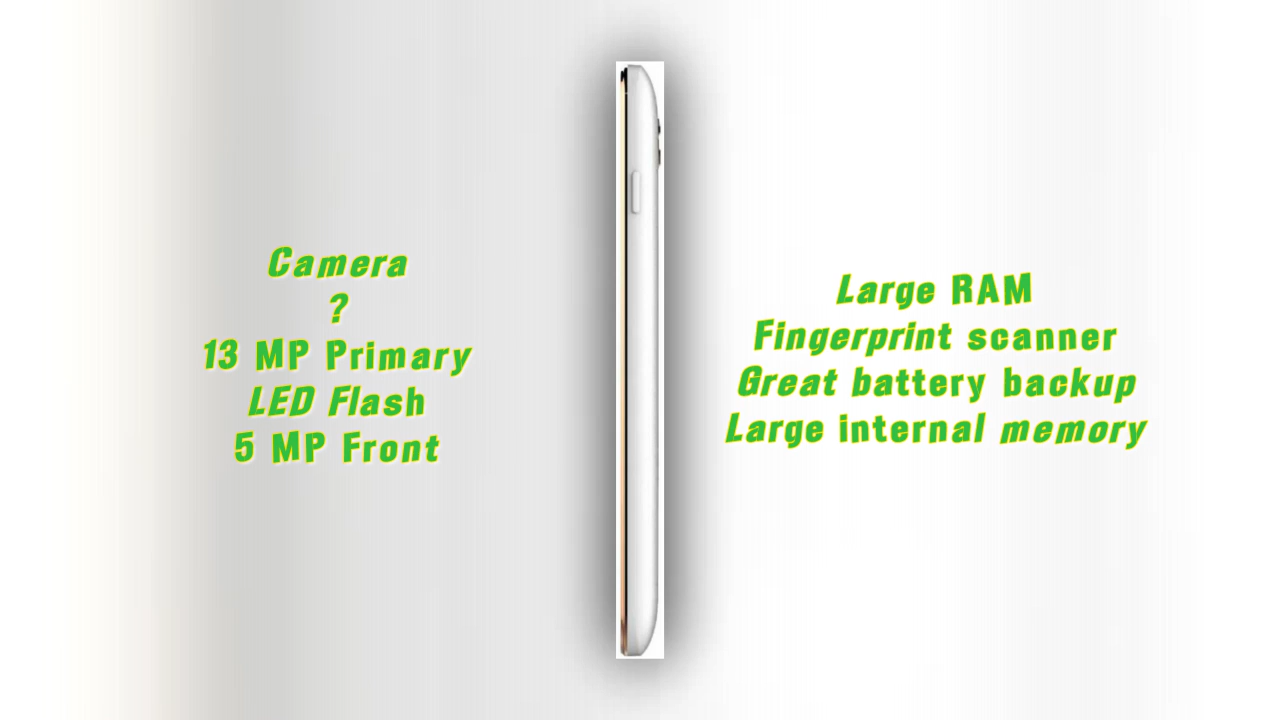 Camera
?
13 MP Primary
LED Flash
5 MP Front
Large RAM
Fingerprint scanner
Great battery backup
Large internal memory